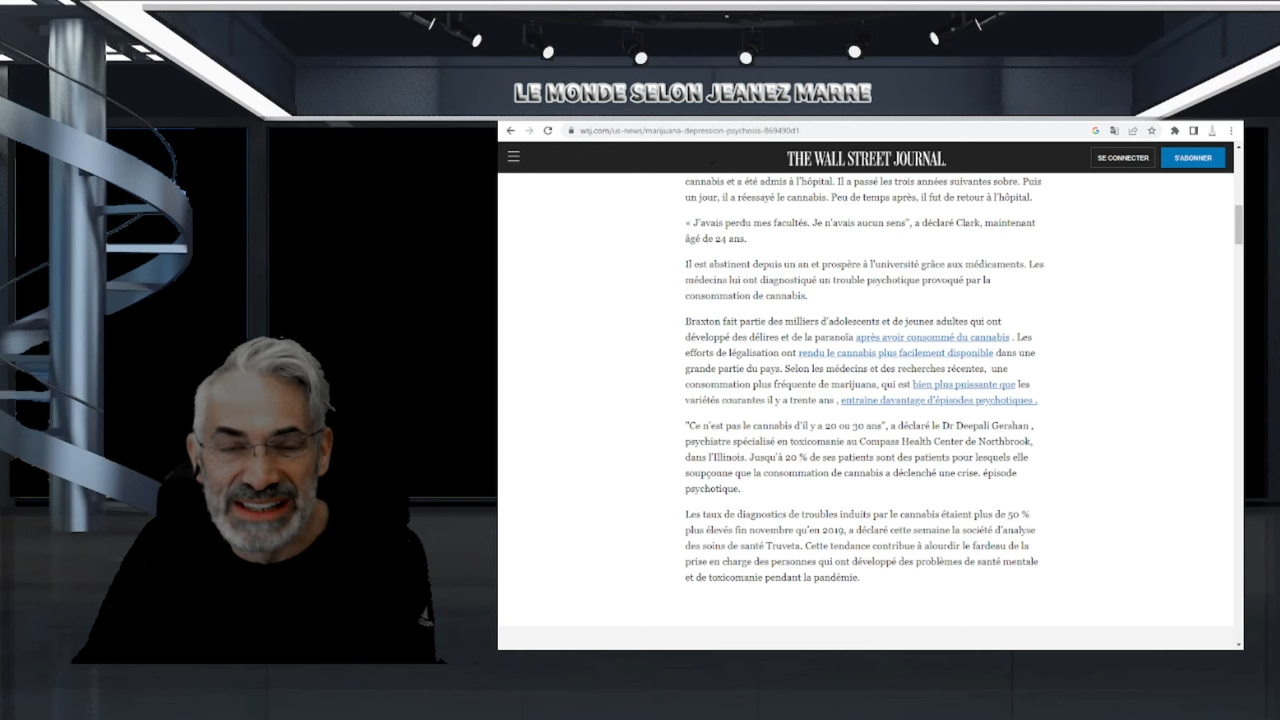 LE MONDE SELON JEANEZ MARRE
wsj.com/us-news/marijuana-depression-psychosis-869490d1
THE WALL STREET JOURNAL.
SE CONNECTER
S'ABONNER
cannabis et a été admis à l'hôpital. Il a passé les trois années suivantes sobre. Puis
un jour, il a réessayé le cannabis. Peu de temps après, il fut de retour à l'hôpital.
« J'avais perdu mes facultés. Je n'avais aucun sens", a déclaré Clark, maintenant
âgé de 24 ans.
Il est abstinent depuis un an et prospère à l'université grâce aux médicaments. Les
médecins lui ont diagnostiqué un trouble psychotique provoqué par la
consommation de cannabis.
Braxton fait partie des milliers d'adolescents et de jeunes adultes qui ont
développé des délires et de la paranoïa après avoir consommé du cannabis . Les
efforts de légalisation ont rendu le cannabis plus facilement disponible dans une
grande partie du pays. Selon les médecins et des recherches récentes, une
consommation plus fréquente de marijuana, qui est bien plus puissante que les
variétés courantes il y a trente ans , entraîne davantage d'épisodes psychotiques .
"Ce n'est pas le cannabis d'il y a 20 ou 30 ans", a déclaré le Dr Deepali Gershan ,
psychiatre spécialisé en toxicomanie au Compass Health Center de Northbrook,
dans l'Illinois. Jusqu'à 20 % de ses patients sont des patients pour lesquels elle
soupçonne que la consommation de cannabis a déclenché une crise. épisode
psychotique.
Les taux de diagnostics de troubles induits par le cannabis étaient plus de 50 %
plus élevés fin novembre qu'en 2019, a déclaré cette semaine la société d'analyse
des soins de santé Truveta. Cette tendance contribue à alourdir le fardeau de la
prise en charge des personnes qui ont développé des problèmes de santé mentale
et de toxicomanie pendant la pandémie.